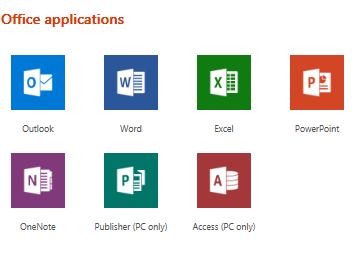 Office applications
Outlook Word Excel PowerPoint
OneNote Publisher (PC only) Access (PC only)